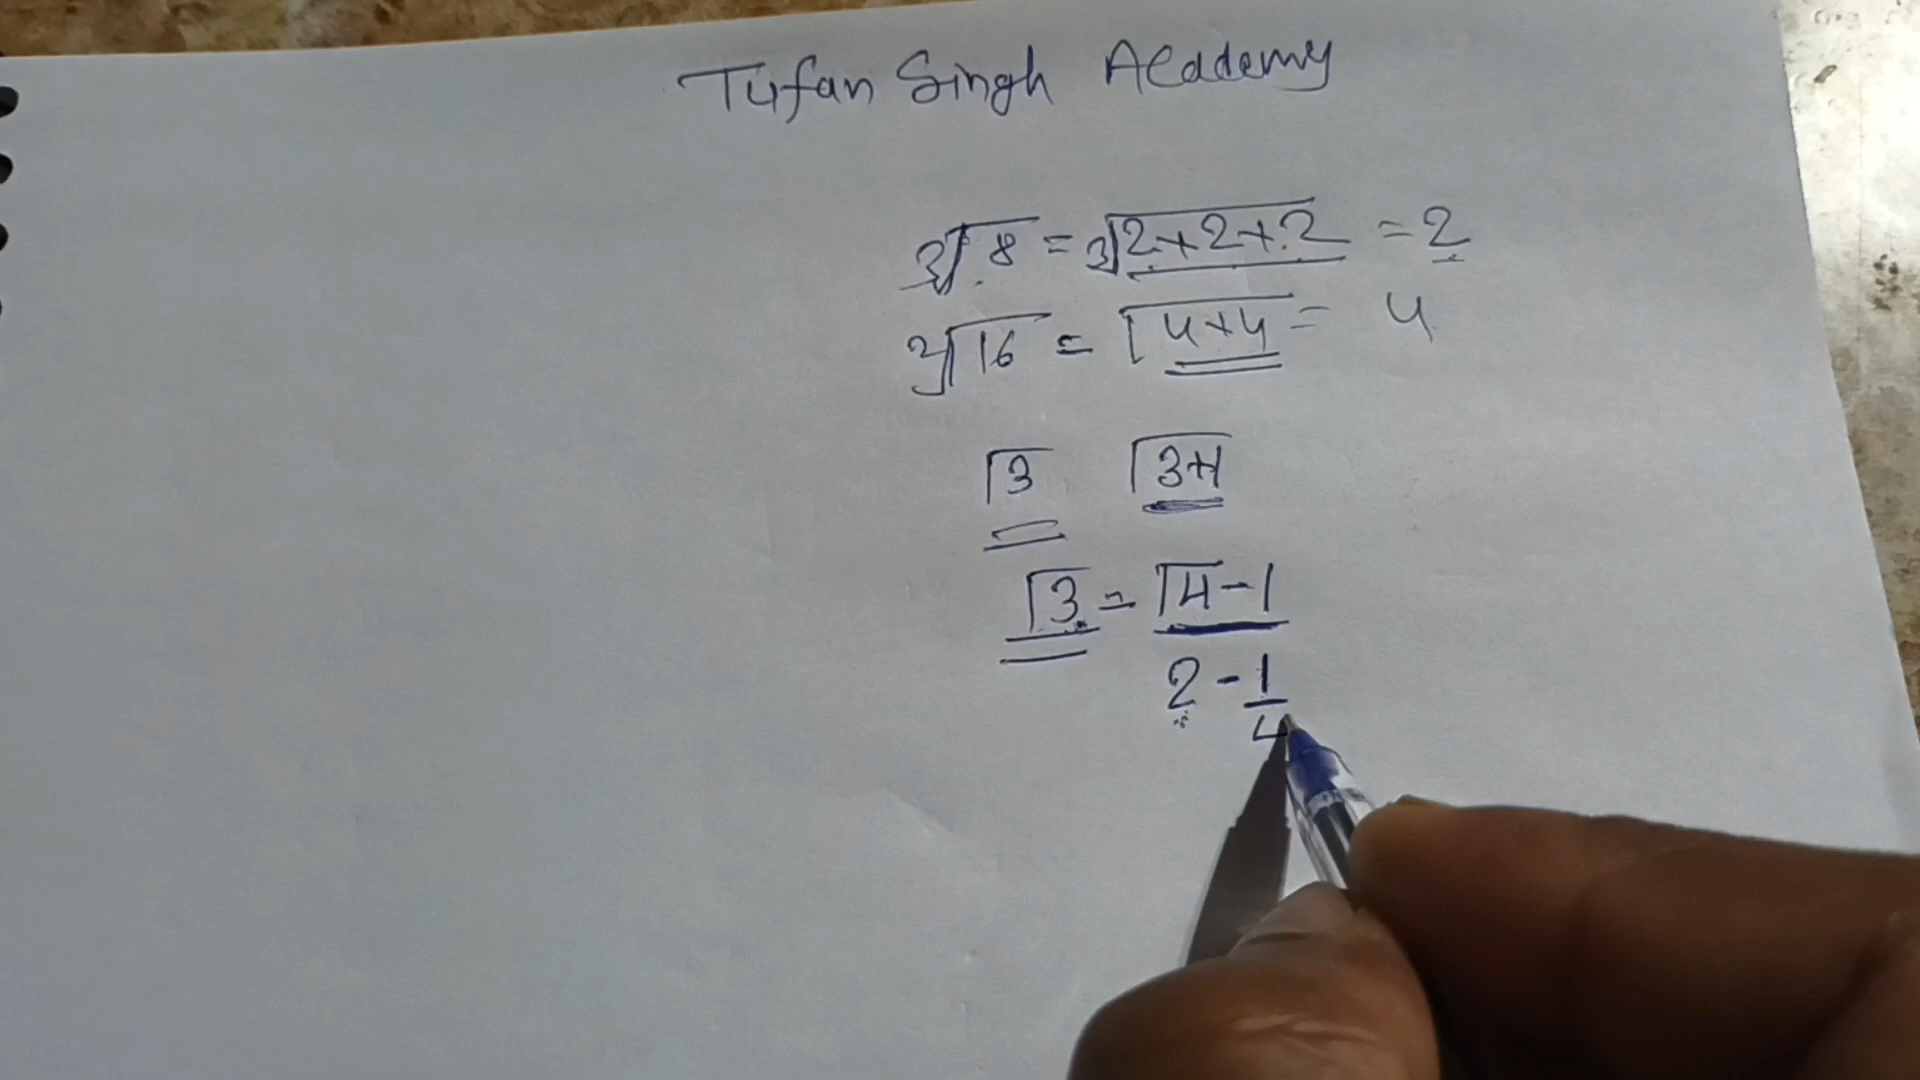 Tufan Singh Academy
∛8 = ∛2+2+2 = 2
²√16 = √4+4 = 4
√3 √3+1
√3 = √4-1
2 - 1/4